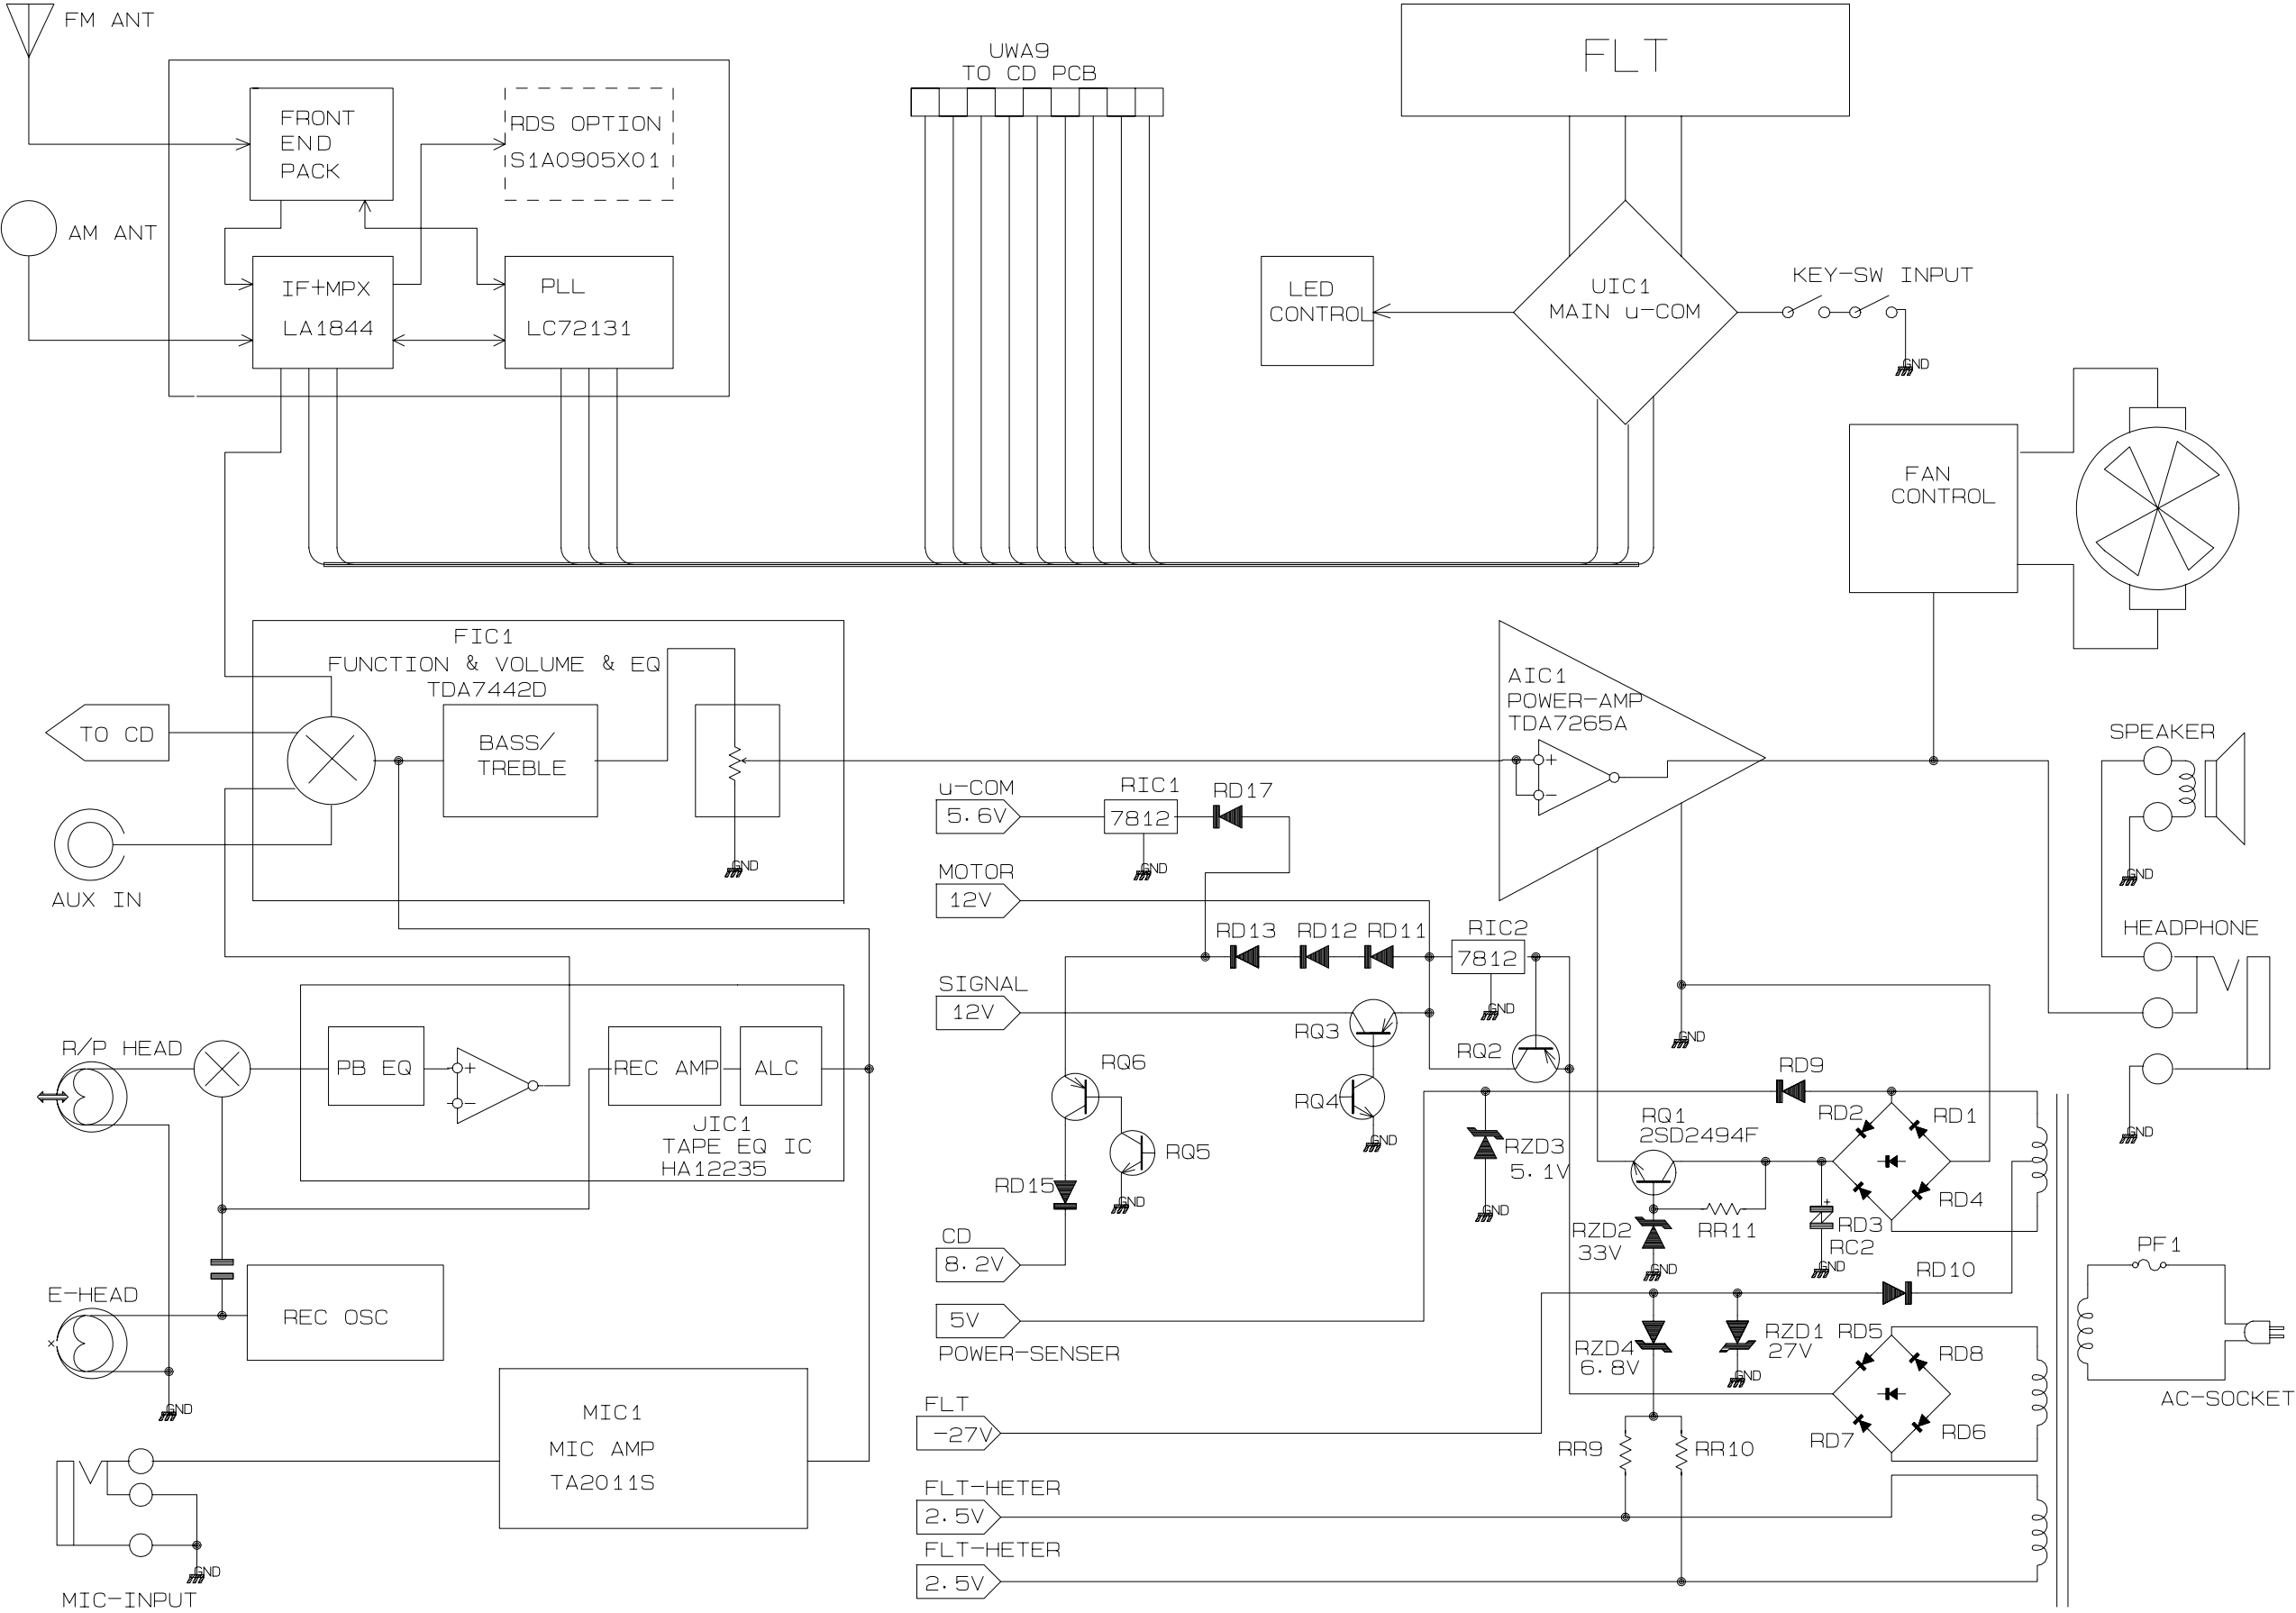 FM ANT
UWA9
TO CD PCB
FLT
FRONT
END
PACK
RDS OPTION
S1A0905X01
AM ANT
IF+MPX
LA1844
PLL
LC72131
LED
CONTROL
UIC1
MAIN u-COM
KEY-SW INPUT
GND
FAN
CONTROL
FIC1
FUNCTION & VOLUME & EQ
TDA7442D
TO CD
BASS/
TREBLE
GND
AUX IN
AIC1
POWER-AMP
TDA7265A
+
-
SPEAKER
GND
u-COM
5.6V
RIC1
7812
GND
RD17
MOTOR
12V
RD13
RD12
RD11
RIC2
7812
GND
HEADPHONE
GND
SIGNAL
12V
RQ3
RQ2
GND
R/P HEAD
PB EQ
+
-
REC AMP
ALC
JIC1
TAPE EQ IC
HA12235
RQ6
RQ4
GND
RQ5
GND
RD15
RZD3
5.1V
GND
RD9
RQ1
2SD2494F
RD2
RD1
RD4
RD3
RR11
+
RC2
GND
RZD2
33V
GND
CD
8.2V
RD10
PF1
E-HEAD
x
REC OSC
GND
5V
POWER-SENSER
RZD4
6.8V
RZD1
27V
GND
RD5
RD8
RD7
RD6
AC-SOCKET
FLT
-27V
RR9
RR10
MIC1
MIC AMP
TA2011S
FLT-HETER
2.5V
FLT-HETER
2.5V
GND
MIC-INPUT